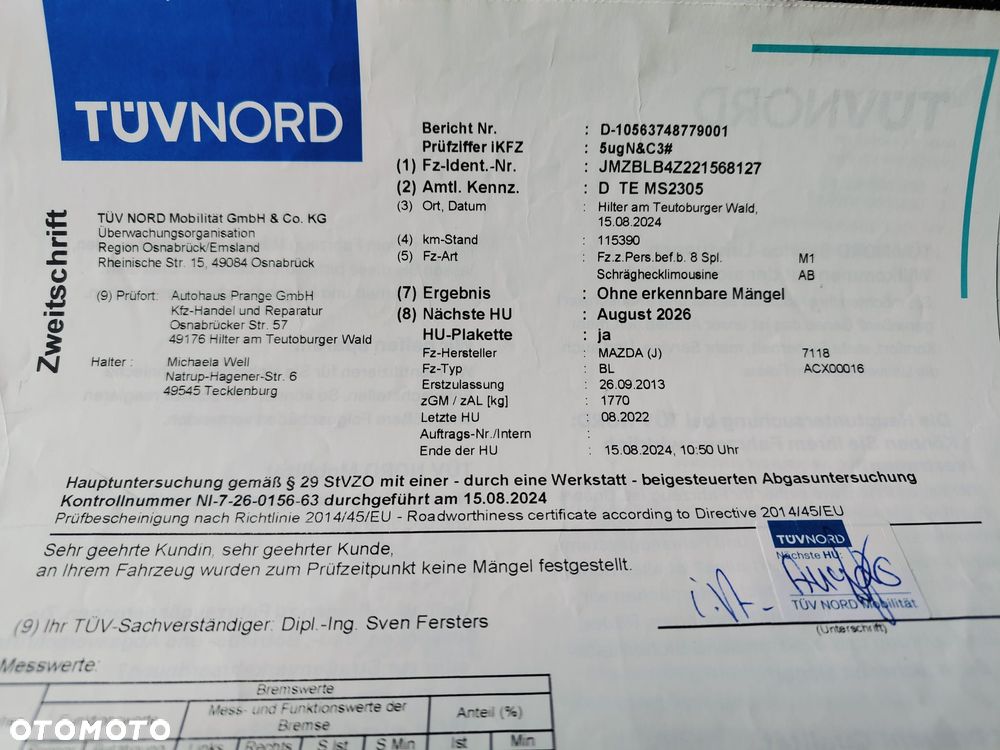 TÜVNORD
Zweitschrift
TÜV NORD Mobilität GmbH & Co. KG
Überwachungsorganisation
Region Osnabrück/Emsland
Rheinische Str. 15, 49084 Osnabrück
(9) Prüfort: Autohaus Prange GmbH
Kfz-Handel und Reparatur
Osnabrücker Str. 57
49176 Hilter am Teutoburger Wald
Halter : Michaela Well
Natrup-Hagener-Str. 6
49545 Tecklenburg
Bericht Nr. : D-10563748779001
Prüfziffer iKFZ : 5ugN&C3#
(1) Fz-Ident.-Nr. : JMZBLB4Z221568127
(2) Amtl. Kennz. : D TE MS2305
(3) Ort, Datum : Hilter am Teutoburger Wald,
15.08.2024
(4) km-Stand : 115390
(5) Fz-Art : Fz.z.Pers.bef.b. 8 Spl. M1
Schräghecklimousine AB
(7) Ergebnis : Ohne erkennbare Mängel
(8) Nächste HU : August 2026
HU-Plakette : ja
Fz-Hersteller : MAZDA (J) 7118
Fz-Typ : BL ACX00016
Erstzulassung : 26.09.2013
zGM / zAL [kg] : 1770
Letzte HU : 08.2022
Auftrags-Nr./Intern :
Ende der HU : 15.08.2024, 10:50 Uhr
Hauptuntersuchung gemäß § 29 StVZO mit einer - durch eine Werkstatt - beigesteuerten Abgasuntersuchung
Kontrollnummer NI-7-26-0156-63 durchgeführt am 15.08.2024
Prüfbescheinigung nach Richtlinie 2014/45/EU - Roadworthiness certificate according to Directive 2014/45/EU
Sehr geehrte Kundin, sehr geehrter Kunde,
an Ihrem Fahrzeug wurden zum Prüfzeitpunkt keine Mängel festgestellt.
TÜVNORD
Nächste HU:
i.A.
TÜV NORD Mobilität
(Unterschrift)
(9) Ihr TÜV-Sachverständiger: Dipl.-Ing. Sven Fersters
Messwerte:
Bremswerte
Mess- und Funktionswerte der
Bremse
Anteil (%)
Links Rechts S Ist S Min Ist Min
OTOMOTO